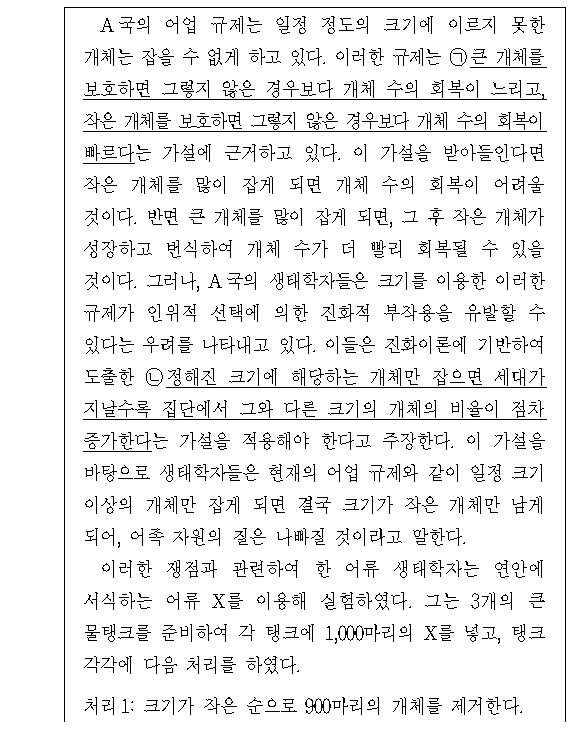 A국의 어업 규제는 일정 정도의 크기에 이르지 못한
개체는 잡을 수 없게 하고 있다. 이러한 규제는 ㉠큰 개체를
보호하면 그렇지 않은 경우보다 개체 수의 회복이 느리고,
작은 개체를 보호하면 그렇지 않은 경우보다 개체 수의 회복이
빠르다는 가설에 근거하고 있다. 이 가설을 받아들인다면
작은 개체를 많이 잡게 되면 개체 수의 회복이 어려울
것이다. 반면 큰 개체를 많이 잡게 되면, 그 후 작은 개체가
성장하고 번식하여 개체 수가 더 빨리 회복될 수 있을
것이다. 그러나, A국의 생태학자들은 크기를 이용한 이러한
규제가 인위적 선택에 의한 진화적 부작용을 유발할 수
있다는 우려를 나타내고 있다. 이들은 진화이론에 기반하여
도출한 ㉡정해진 크기에 해당하는 개체만 잡으면 세대가
지날수록 집단에서 그와 다른 크기의 개체의 비율이 점차
증가한다는 가설을 적용해야 한다고 주장한다. 이 가설을
바탕으로 생태학자들은 현재의 어업 규제와 같이 일정 크기
이상의 개체만 잡게 되면 결국 크기가 작은 개체만 남게
되어, 어족 자원의 질은 나빠질 것이라고 말한다.
이러한 쟁점과 관련하여 한 어류 생태학자는 연안에
서식하는 어류 X를 이용해 실험하였다. 그는 3개의 큰
물탱크를 준비하여 각 탱크에 1,000마리의 X를 넣고, 탱크
각각에 다음 처리를 하였다.
처리 1: 크기가 작은 순으로 900마리의 개체를 제거한다.